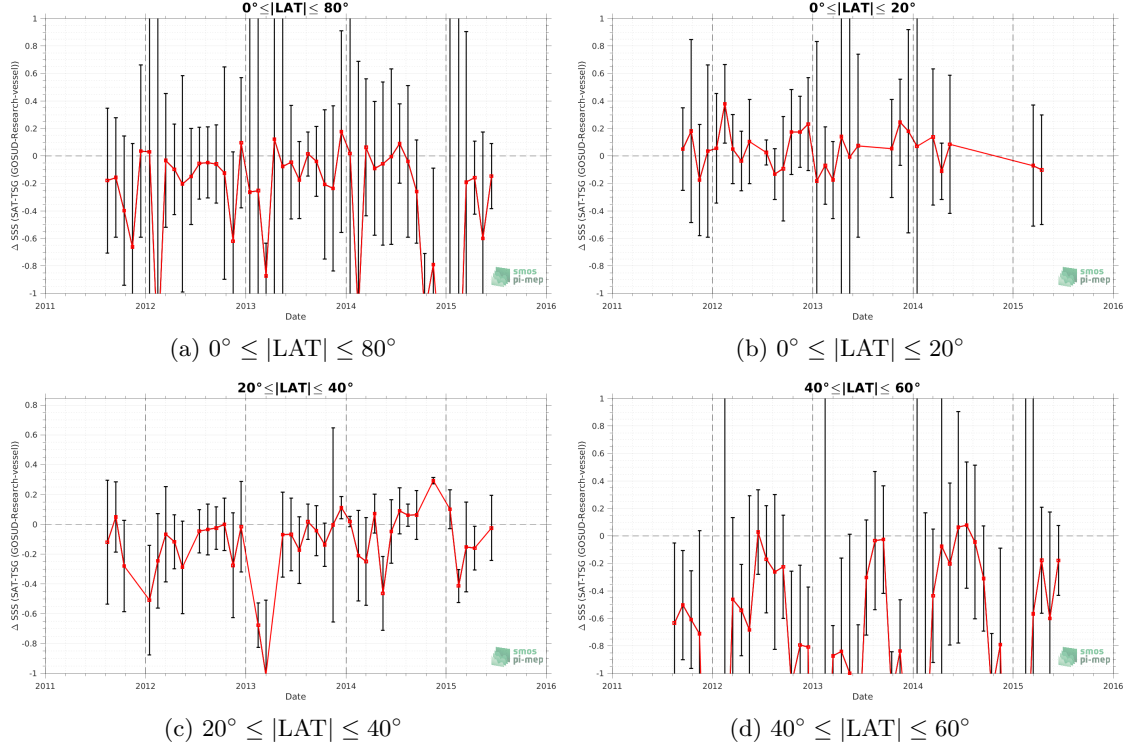 0°≤|LAT|≤ 80°
Δ SSS (SAT-TSG (GOSUD-Research-vessel))
1
0.8
0.6
0.4
0.2
0
-0.2
-0.4
-0.6
-0.8
-1
2011 2012 2013 2014 2015 2016
Date
smos
pi-mep
(a) 0° ≤ |LAT| ≤ 80°
0°≤|LAT|≤ 20°
Δ SSS (SAT-TSG (GOSUD-Research-vessel))
1
0.8
0.6
0.4
0.2
0
-0.2
-0.4
-0.6
-0.8
-1
2011 2012 2013 2014 2015 2016
Date
smos
pi-mep
(b) 0° ≤ |LAT| ≤ 20°
20°≤|LAT|≤ 40°
Δ SSS (SAT-TSG (GOSUD-Research-vessel))
0.8
0.6
0.4
0.2
0
-0.2
-0.4
-0.6
-0.8
-1
2011 2012 2013 2014 2015 2016
Date
smos
pi-mep
(c) 20° ≤ |LAT| ≤ 40°
40°≤|LAT|≤ 60°
Δ SSS (SAT-TSG (GOSUD-Research-vessel))
1
0.8
0.6
0.4
0.2
0
-0.2
-0.4
-0.6
-0.8
-1
2011 2012 2013 2014 2015 2016
Date
smos
pi-mep
(d) 40° ≤ |LAT| ≤ 60°